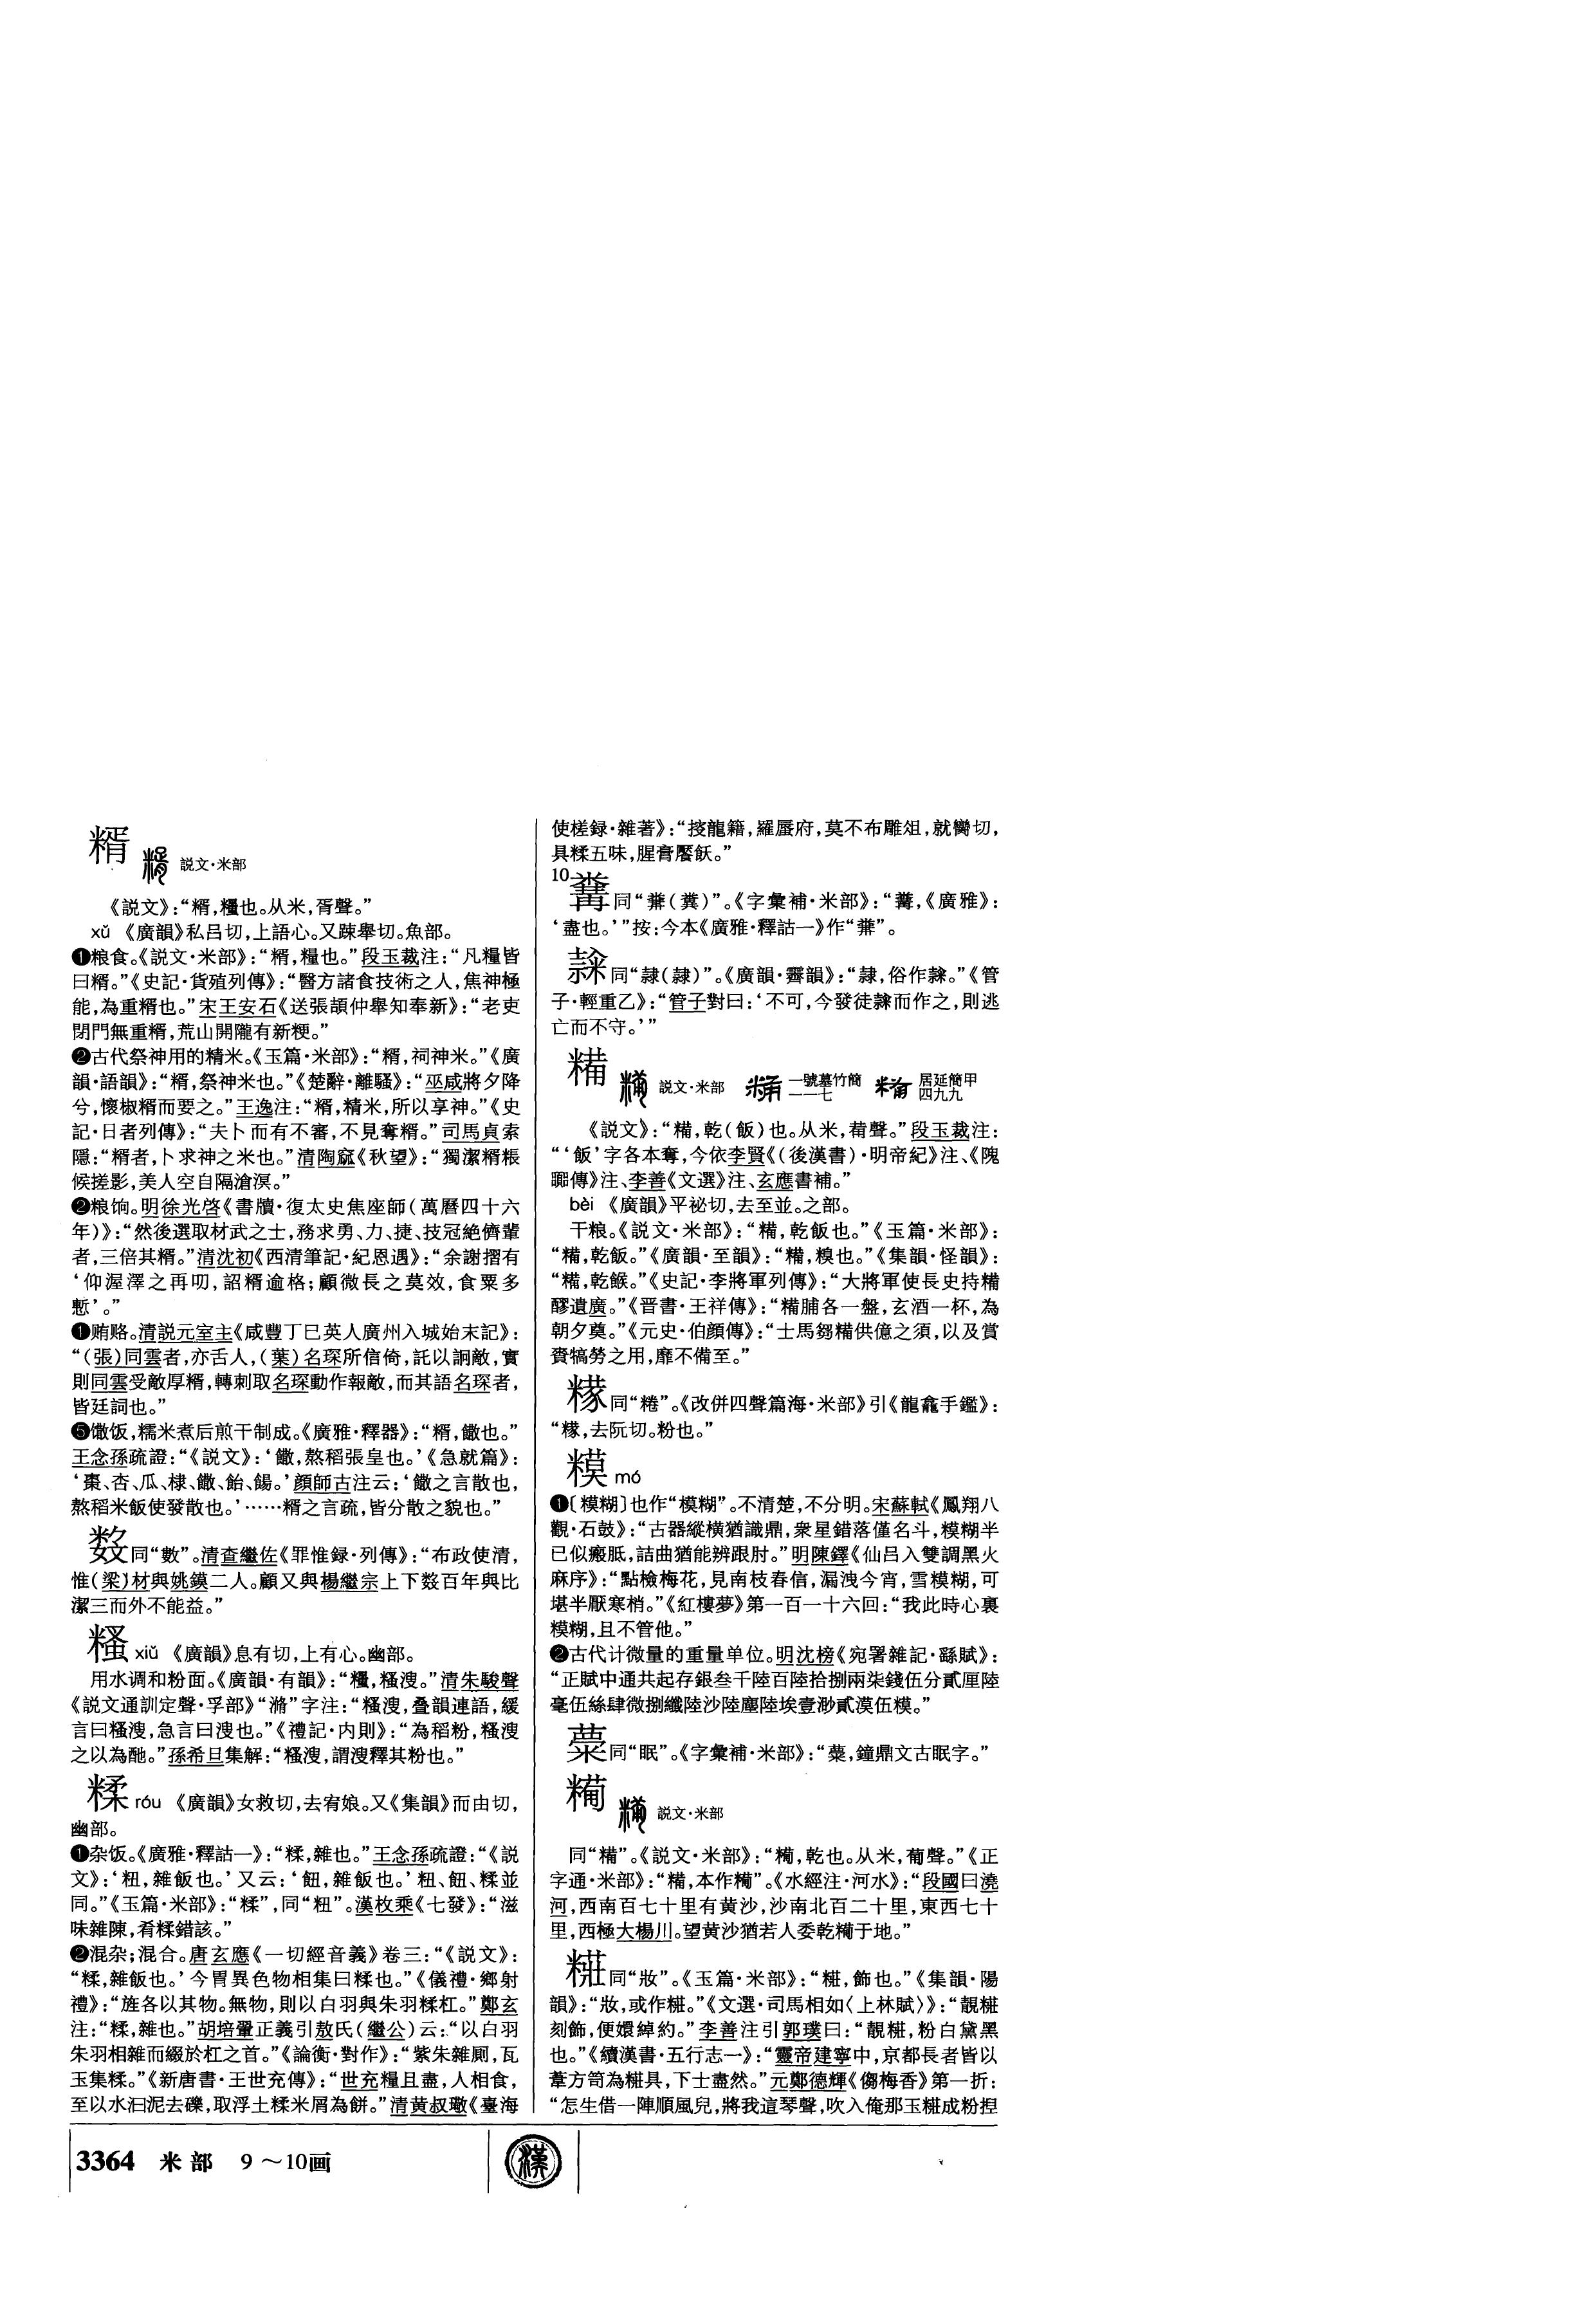 糈 説文·米部
《説文》：“糈，糧也。从米，胥聲。”
xǔ 《廣韻》私吕切，上語心。又踈舉切。魚部。
❶粮食。《説文·米部》：“糈，糧也。”段玉裁注：“凡糧皆
曰糈。”《史記·貨殖列傳》：“醫方諸食技術之人，焦神極
能，為重糈也。”宋王安石《送張頡仲舉知奉新》：“老吏
閉門無重糈，荒山開隴有新粳。”
❷古代祭神用的精米。《玉篇·米部》：“糈，祠神米。”《廣
韻·語韻》：“糈，祭神米也。”《楚辭·離騷》：“巫咸將夕降
兮，懷椒糈而要之。”王逸注：“糈，精米，所以享神。”《史
記·日者列傳》：“夫卜而有不審，不見奪糈。”司馬貞索
隱：“糈者，卜求神之米也。”清陶窳《秋望》：“獨潔糈粻
候搓影，美人空自隔滄溟。”
❷粮饷。明徐光啓《書牘·復太史焦座師（萬曆四十六
年）》：“然後選取材武之士，務求勇、力、捷、技冠絶儕輩
者，三倍其糈。”清沈初《西清筆記·紀恩遇》：“余謝摺有
‘仰渥澤之再叨，詔糈逾格；顧微長之莫效，食粟多
慙’。”
❶贿赂。清説元室主《咸豐丁巳英人廣州入城始末記》：
“（張）同雲者，亦舌人，（葉）名琛所信倚，託以詗敵，實
則同雲受敵厚糈，轉刺取名琛動作報敵，而其語名琛者，
皆廷詞也。”
❺馓饭，糯米煮后煎干制成。《廣雅·釋器》：“糈，饊也。”
王念孫疏證：“《説文》：‘饊，熬稻張皇也。’《急就篇》：
‘棗、杏、瓜、棣、饊、飴、餳。’顔師古注云：‘饊之言散也，
熬稻米飯使發散也。’……糈之言疏，皆分散之貌也。”
同“數”。清查繼佐《罪惟録·列傳》：“布政使清，
惟（梁）材與姚鏌二人。顧又與楊繼宗上下数百年與比
潔三而外不能益。”
糔 xiǔ 《廣韻》息有切，上有心。幽部。
用水调和粉面。《廣韻·有韻》：“糔，糔溲。”清朱駿聲
《説文通訓定聲·孚部》“滫”字注：“糔溲，叠韻連語，緩
言曰糔溲，急言曰溲也。”《禮記·内則》：“為稻粉，糔溲
之以為酏。”孫希旦集解：“糔溲，謂溲釋其粉也。”
糅 róu 《廣韻》女救切，去宥娘。又《集韻》而由切，
幽部。
❶杂饭。《廣雅·釋詁一》：“糅，雜也。”王念孫疏證：“《説
文》：‘粈，雜飯也。’又云：‘鈕，雜飯也。’粈、鈕、糅並
同。”《玉篇·米部》：“糅”，同“粈”。漢枚乘《七發》：“滋
味雜陳，肴糅錯該。”
❷混杂；混合。唐玄應《一切經音義》卷三：“《説文》：
“糅，雜飯也。’今胃異色物相集曰糅也。”《儀禮·鄉射
禮》：“旌各以其物。無物，則以白羽與朱羽糅杠。”鄭玄
注：“糅，雜也。”胡培翬正義引敖氏（繼公）云：“以白羽
朱羽相雜而綴於杠之首。”《論衡·對作》：“紫朱雜厠，瓦
玉集糅。”《新唐書·王世充傳》：“世充糧且盡，人相食，
至以水汩泥去礫，取浮土糅米屑為餅。”清黄叔璥《臺海
使槎録·雜著》：“㧻龍籍，羅蜃府，莫不布雕俎，就臠切，
具糅五味，腥膏饜飫。”
10
同“𡊄（糞）”。《字彙補·米部》：“《廣雅》：
‘盡也。’”按：今本《廣雅·釋詁一》作“”。
同“隸（隷）”。《廣韻·霽韻》：“隸，俗作。”《管
子·輕重乙》：“管子對曰：‘不可，今發徒而作之，則逃
亡而不守。’”
糒 説文·米部 一號墓竹簡一一七 居延簡甲四九九
《説文》：“糒，乾（飯）也。从米，𤰈聲。”段玉裁注：
“‘飯’字各本奪，今依李賢《（後漢書）·明帝紀》注、《隗
囂傳》注、李善《文選》注、玄應書補。”
bèi 《廣韻》平祕切，去至並。之部。
干粮。《説文·米部》：“糒，乾飯也。”《玉篇·米部》：
“糒，乾飯。”《廣韻·至韻》：“糒，糗也。”《集韻·怪韻》：
“糒，乾餱。”《史記·李將軍列傳》：“大將軍使長史持糒
醪遺廣。”《晋書·王祥傳》：“糒脯各一盤，玄酒一杯，為
朝夕奠。”《元史·伯顔傳》：“士馬芻糒供億之須，以及賞
賚犒勞之用，靡不備至。”
同“䊎”。《改併四聲篇海·米部》引《龍龕手鑑》：
“，去阮切。粉也。”
糢 mó
❶〔糢糊〕也作“模糊”。不清楚，不分明。宋蘇軾《鳳翔八
觀·石鼓》：“古器縱横猶識鼎，衆星錯落僅名斗，糢糊半
已似瘢胝，詰曲猶能辨跟肘。”明陳鐸《仙吕入雙調黑火
麻序》：“點檢梅花，見南枝春信，漏洩今宵，雪糢糊，可
堪半厭寒梢。”《紅樓夢》第一百一十六回：“我此時心裏
糢糊，且不管他。”
❷古代计微量的重量单位。明沈榜《宛署雜記·繇賦》：
“正賦中通共起存銀叁千陸百陸拾捌兩柒錢伍分貳厘陸
毫伍絲肆微捌纖陸沙陸塵陸埃壹渺貳漠伍糢。”
同“眠”。《字彙補·米部》：“，鐘鼎文古眠字。”
説文·米部
同“糒”。《説文·米部》：“，乾也。从米，葡聲。”《正
字通·米部》：“糒，本作”。《水經注·河水》：“段國曰澆
河，西南百七十里有黄沙，沙南北百二十里，東西七十
里，西極大楊川。望黄沙猶若人委乾于地。”
糚同“妝”。《玉篇·米部》：“糚，飾也。”《集韻·陽
韻》：“妝，或作糚。”《文選·司馬相如〈上林賦〉》：“靚糚
刻飾，便嬛綽約。”李善注引郭璞曰：“靚糚，粉白黛黑
也。”《續漢書·五行志一》：“靈帝建寧中，京都長者皆以
葦方笥為糚具，下士盡然。”元鄭德輝《㑳梅香》第一折：
“怎生借一陣順風兒，將我這琴聲，吹入俺那玉糚成粉捏
3364 米部 9～10画 漢